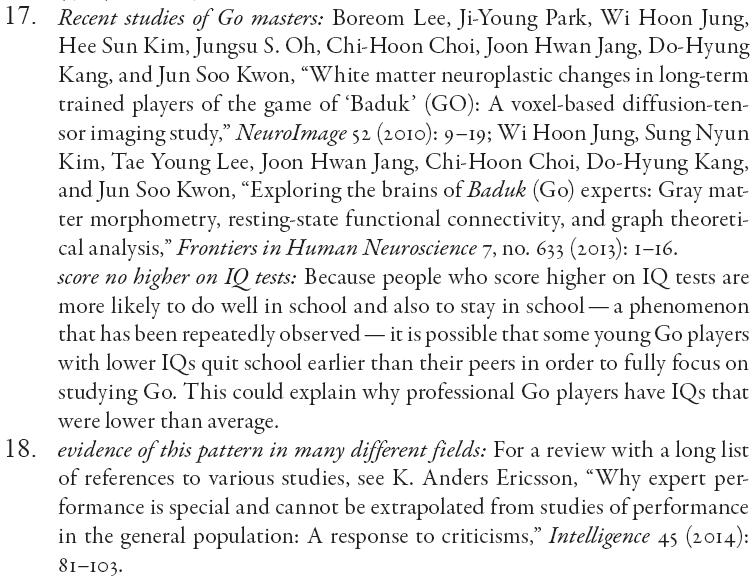 17. Recent studies of Go masters: Boreom Lee, Ji-Young Park, Wi Hoon Jung,
Hee Sun Kim, Jungsu S. Oh, Chi-Hoon Choi, Joon Hwan Jang, Do-Hyung
Kang, and Jun Soo Kwon, “White matter neuroplastic changes in long-term
trained players of the game of ‘Baduk’ (GO): A voxel-based diffusion-ten-
sor imaging study,” NeuroImage 52 (2010): 9–19; Wi Hoon Jung, Sung Nyun
Kim, Tae Young Lee, Joon Hwan Jang, Chi-Hoon Choi, Do-Hyung Kang,
and Jun Soo Kwon, “Exploring the brains of Baduk (Go) experts: Gray mat-
ter morphometry, resting-state functional connectivity, and graph theoreti-
cal analysis,” Frontiers in Human Neuroscience 7, no. 633 (2013): 1–16.
score no higher on IQ tests: Because people who score higher on IQ tests are
more likely to do well in school and also to stay in school — a phenomenon
that has been repeatedly observed — it is possible that some young Go players
with lower IQs quit school earlier than their peers in order to fully focus on
studying Go. This could explain why professional Go players have IQs that
were lower than average.
18. evidence of this pattern in many different fields: For a review with a long list
of references to various studies, see K. Anders Ericsson, “Why expert per-
formance is special and cannot be extrapolated from studies of performance
in the general population: A response to criticisms,” Intelligence 45 (2014):
81–103.